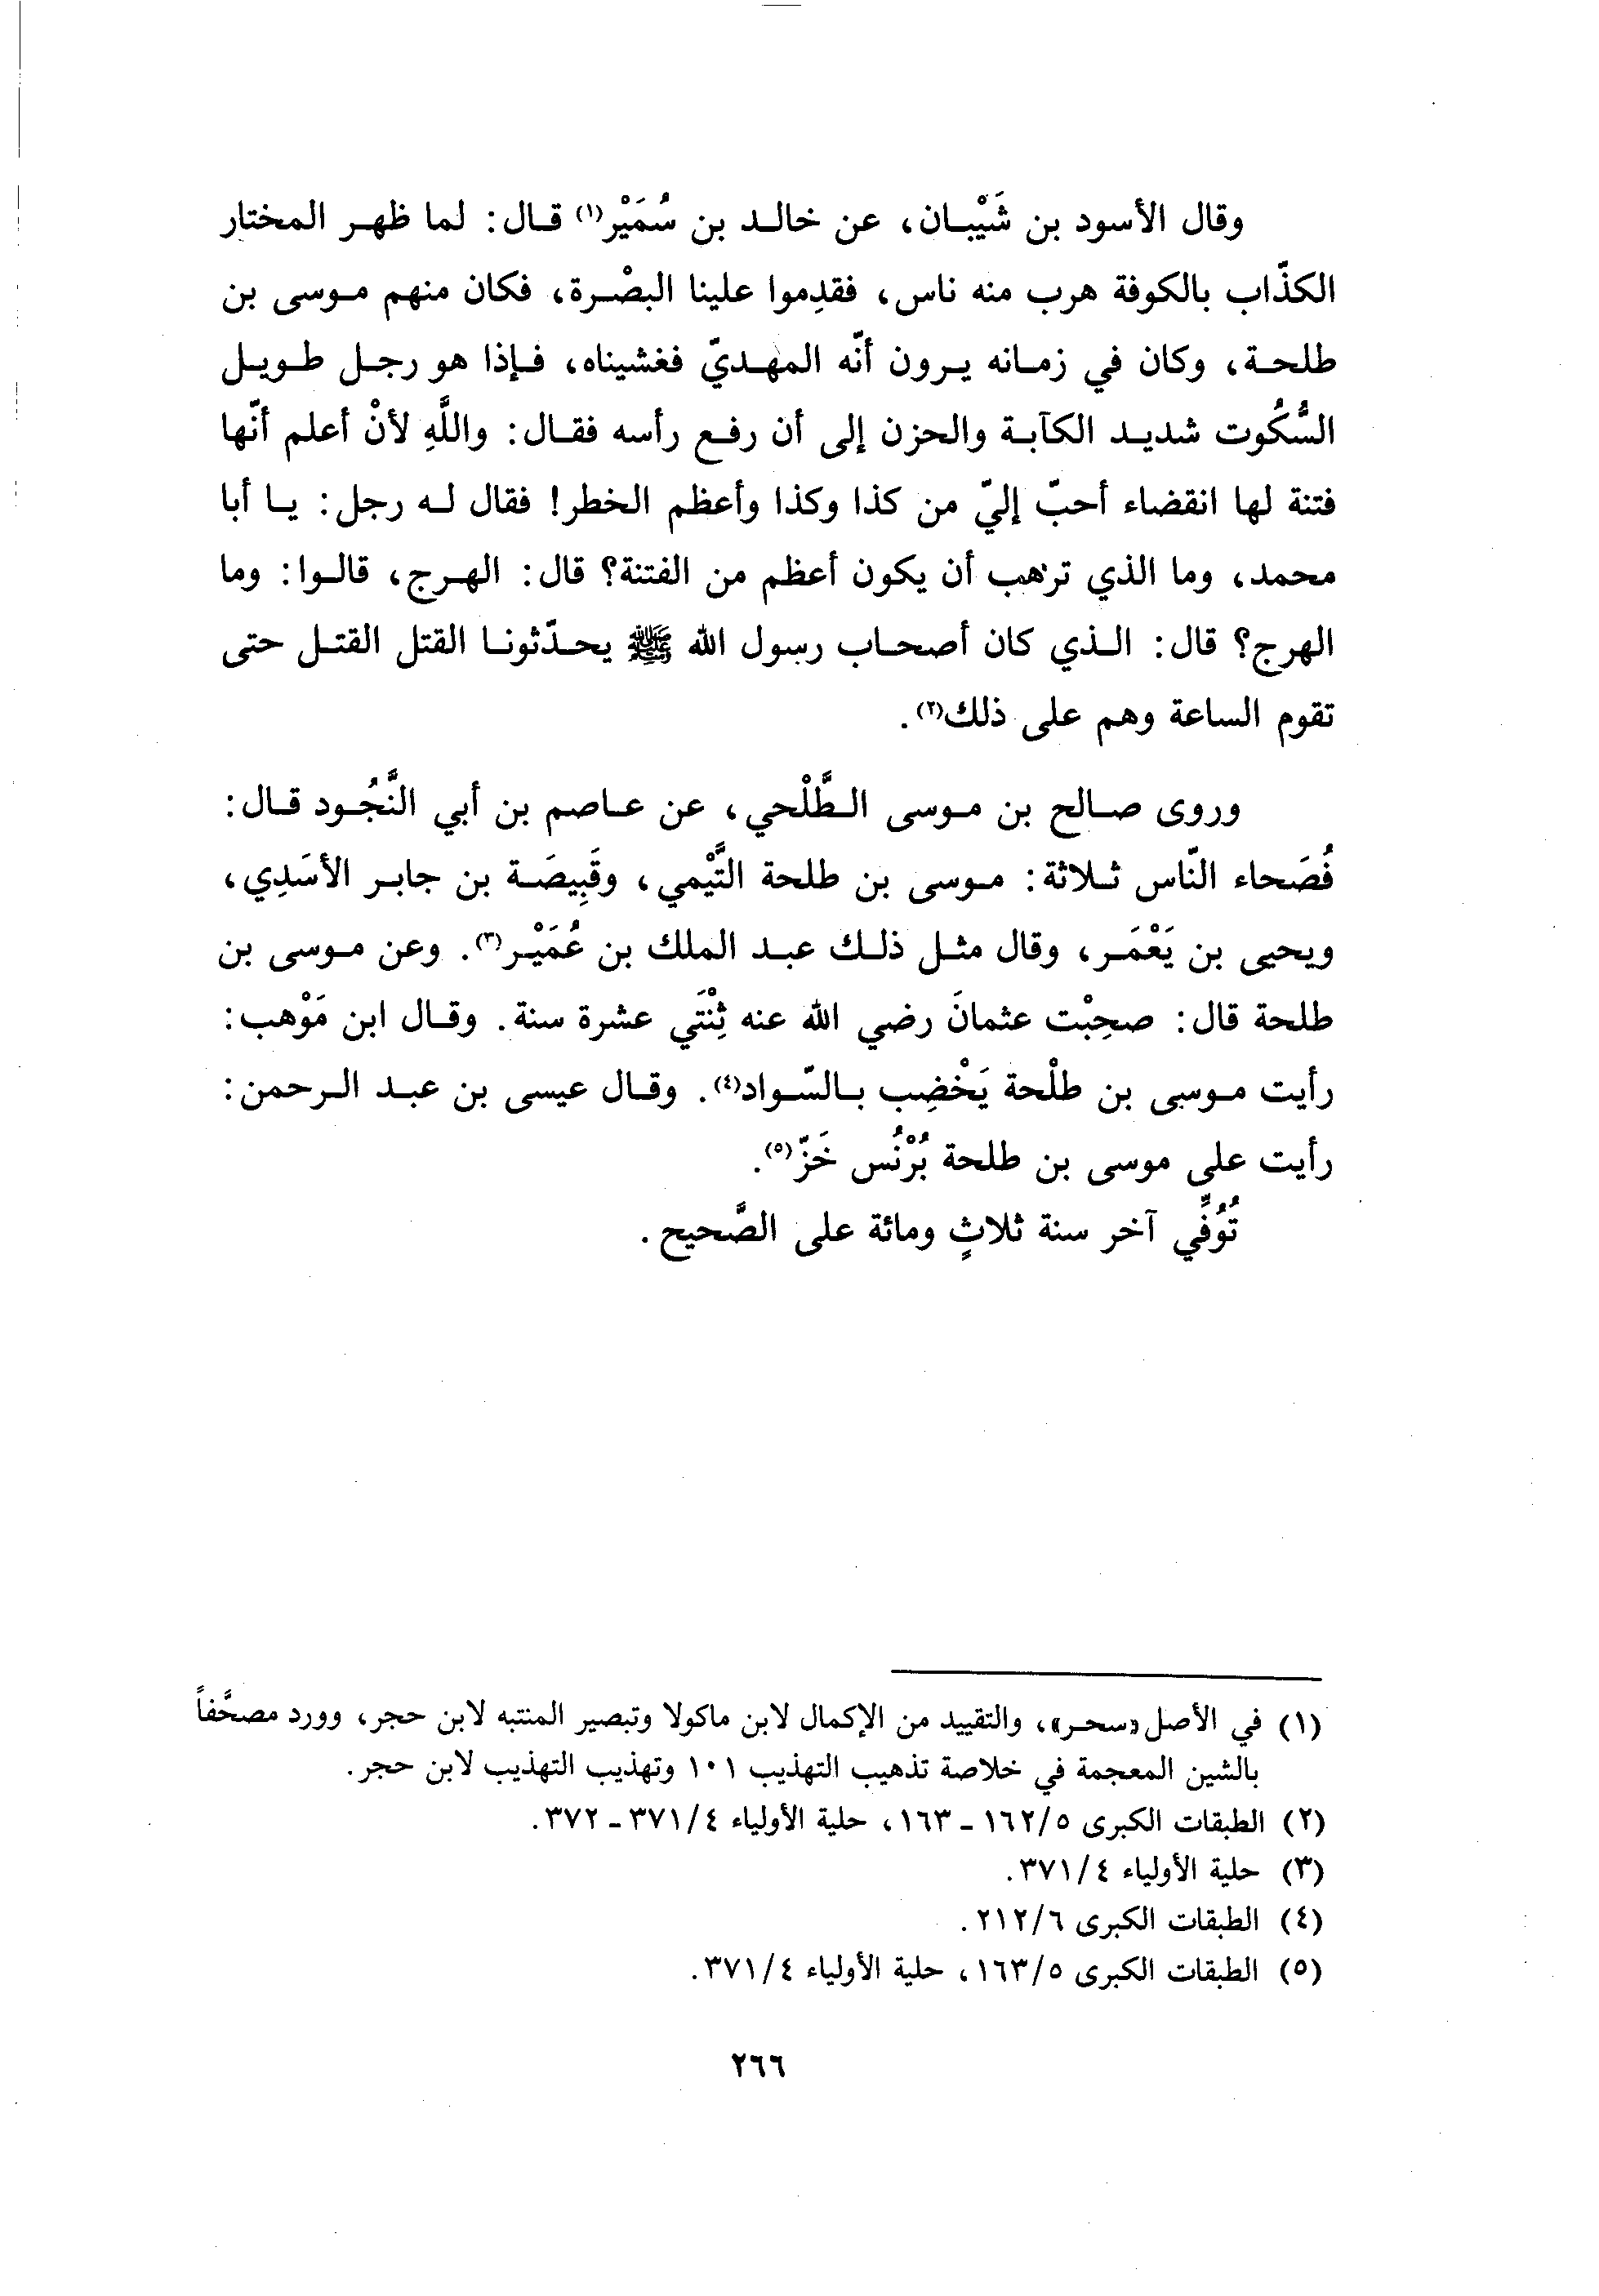 وقال الأسود بن شَيْبان، عن خالد بن سُمَيْر(١) قال: لما ظهر المختار
الكذّاب بالكوفة هرب منه ناس، فقدِموا علينا البصْرة، فكان منهم موسى بن
طلحة، وكان في زمانه يرون أنّه المهديّ فغشيناه، فإذا هو رجل طويل
السُّكُوت شديد الكآبة والحزن إلى أن رفع رأسه فقال: واللَّهِ لأنْ أعلم أنّها
فتنة لها انقضاء أحبّ إليّ من كذا وكذا وأعظم الخطر! فقال له رجل: يا أبا
محمد، وما الذي ترهب أن يكون أعظم من الفتنة؟ قال: الهرج، قالوا: وما
الهرج؟ قال: الذي كان أصحاب رسول الله ﷺ يحدّثونا القتل القتل حتى
تقوم الساعة وهم على ذلك(٢).
وروى صالح بن موسى الطَّلْحي، عن عاصم بن أبي النَّجُود قال:
فُصَحاء النّاس ثلاثة: موسى بن طلحة التَّيْمي، وقَبِيصَة بن جابر الأسَدِي،
ويحيى بن يَعْمَر، وقال مثل ذلك عبد الملك بن عُمَيْر(٣). وعن موسى بن
طلحة قال: صحِبْت عثمانَ رضي الله عنه ثِنْتَي عشرة سنة. وقال ابن مَوْهب:
رأيت موسى بن طلْحة يَخْضِب بالسّواد(٤). وقال عيسى بن عبد الرحمن:
رأيت على موسى بن طلحة بُرْنُس خَزّ(٥).
تُوُفِّي آخر سنة ثلاثٍ ومائة على الصَّحيح.
(١) في الأصل «سحر»، والتقييد من الإكمال لابن ماكولا وتبصير المنتبه لابن حجر، وورد مصحَّفاً
بالشين المعجمة في خلاصة تذهيب التهذيب ١٠١ وتهذيب التهذيب لابن حجر.
(٢) الطبقات الكبرى ١٦٢/٥ - ١٦٣، حلية الأولياء ٣٧١/٤ - ٣٧٢.
(٣) حلية الأولياء ٣٧١/٤.
(٤) الطبقات الكبرى ٢١٢/٦.
(٥) الطبقات الكبرى ١٦٣/٥، حلية الأولياء ٣٧١/٤.
٢٦٦